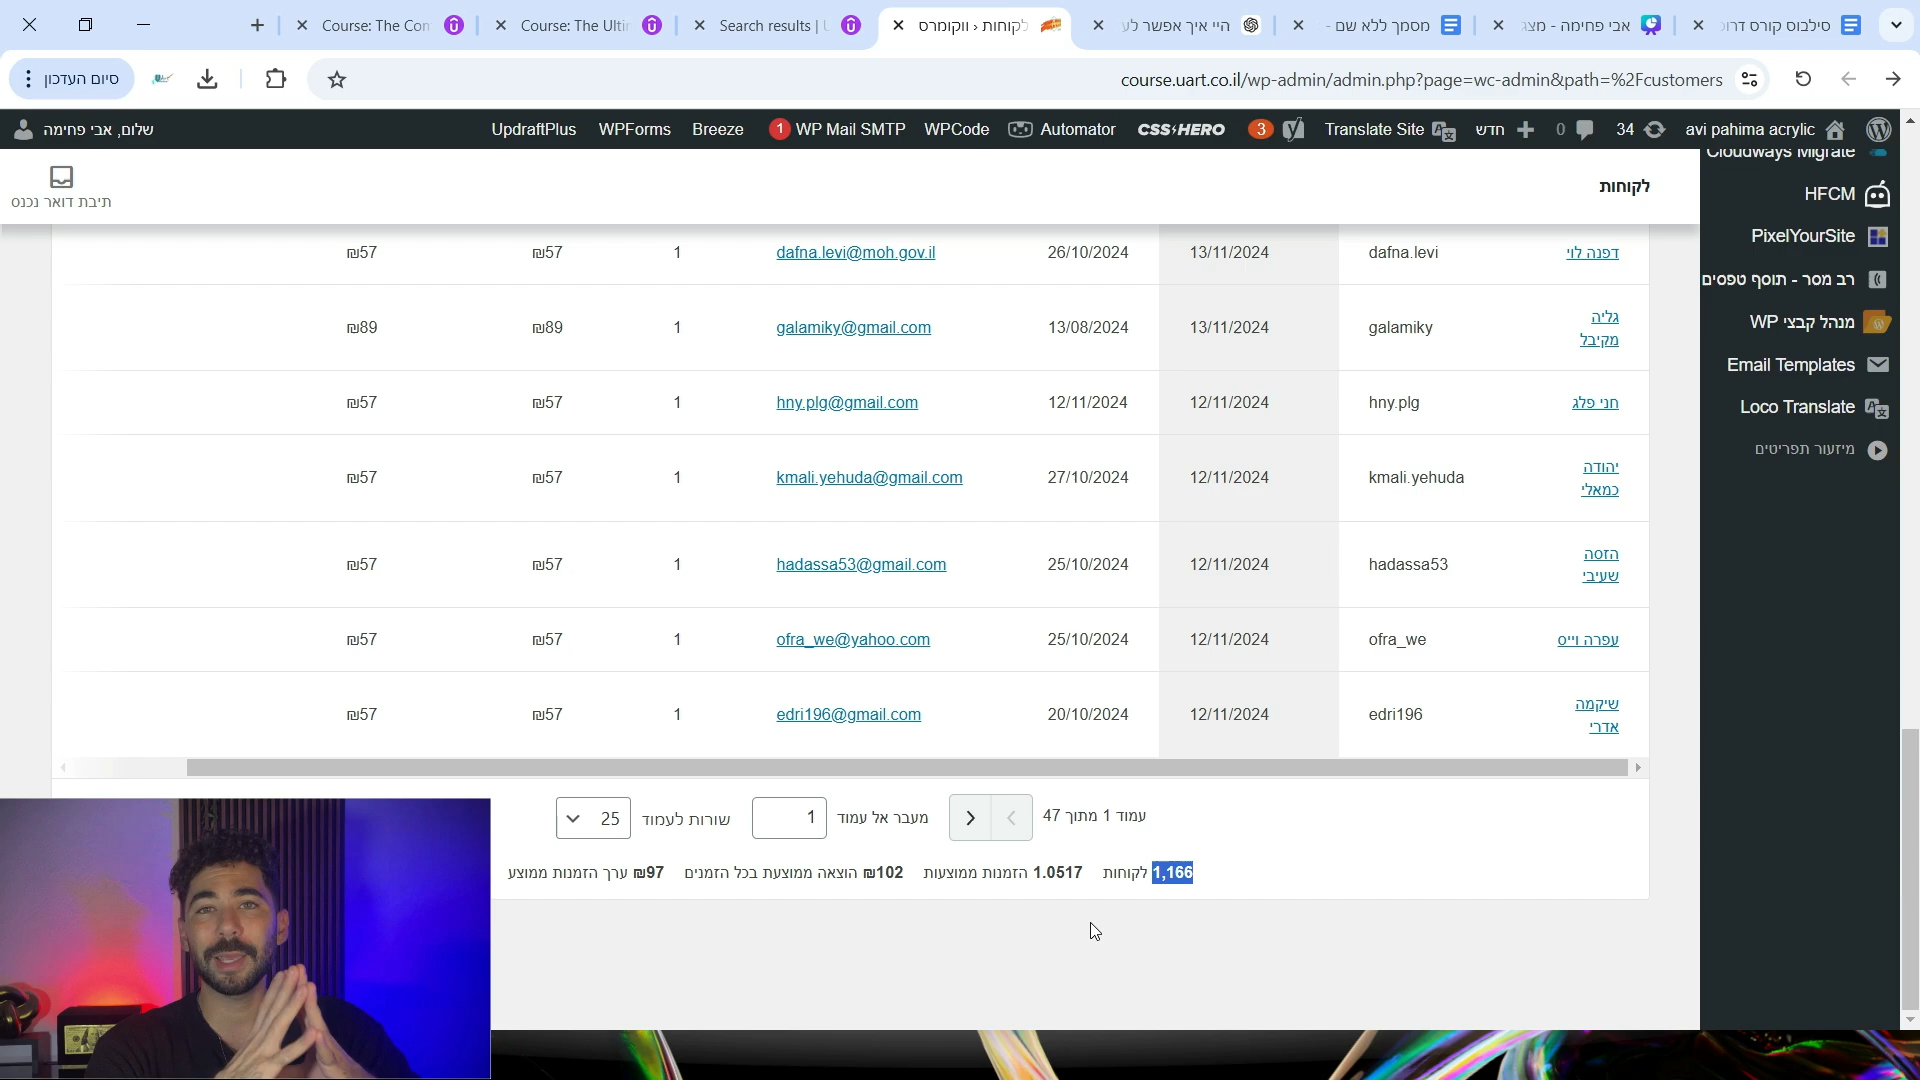 סילבוס קורס דרופ
אבי פחימה - מצג
מסמך ללא שם -
היי איך אפשר לע
לקוחות ‹ ווקומרס
Search results | U
Course: The Ultir
Course: The Com
course.uart.co.il/wp-admin/admin.php?page=wc-admin&path=%2Fcustomers
סיום העדכון
avi pahima acrylic
34
0
חדש
Translate Site
3
CSS HERO
Automator
WPCode
WP Mail SMTP 1
Breeze
WPForms
UpdraftPlus
שלום, אבי פחימה
Cloudways Migrate
HFCM
PixelYourSite
רב מסר - תוסף טפסים
מנהל קבצי WP
Email Templates
Loco Translate
מיזעור תפריטים
לקוחות
תיבת דואר נכנס
דפנה לוי dafna.levi 13/11/2024 26/10/2024 dafna.levi@moh.gov.il 1 ₪57 ₪57
גליה
מקיבל
galamiky 13/11/2024 13/08/2024 galamiky@gmail.com 1 ₪89 ₪89
חני פלג hny.plg 12/11/2024 12/11/2024 hny.plg@gmail.com 1 ₪57 ₪57
יהודה
כמאלי
kmali.yehuda 12/11/2024 27/10/2024 kmali.yehuda@gmail.com 1 ₪57 ₪57
הזסה
שעיבי
hadassa53 12/11/2024 25/10/2024 hadassa53@gmail.com 1 ₪57 ₪57
עפרה וייס ofra_we 12/11/2024 25/10/2024 ofra_we@yahoo.com 1 ₪57 ₪57
שיקמה
אדרי
edri196 12/11/2024 20/10/2024 edri196@gmail.com 1 ₪57 ₪57
עמוד 1 מתוך 47 מעבר אל עמוד 1 שורות לעמוד 25
1,166 לקוחות 1.0517 הזמנות ממוצעות ₪102 הוצאה ממוצעת בכל הזמנים ₪97 ערך הזמנות ממוצע